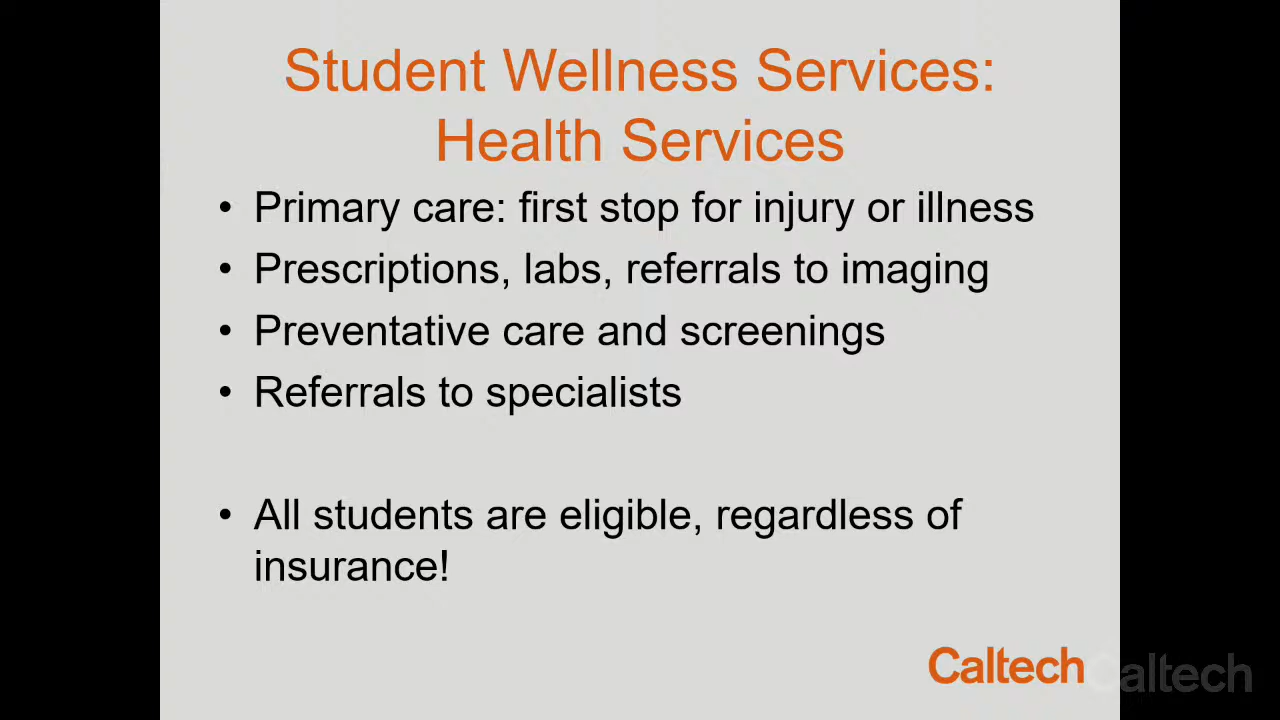 Student Wellness Services:
Health Services
• Primary care: first stop for injury or illness
• Prescriptions, labs, referrals to imaging
• Preventative care and screenings
• Referrals to specialists
• All students are eligible, regardless of
insurance!
Caltech
Caltech